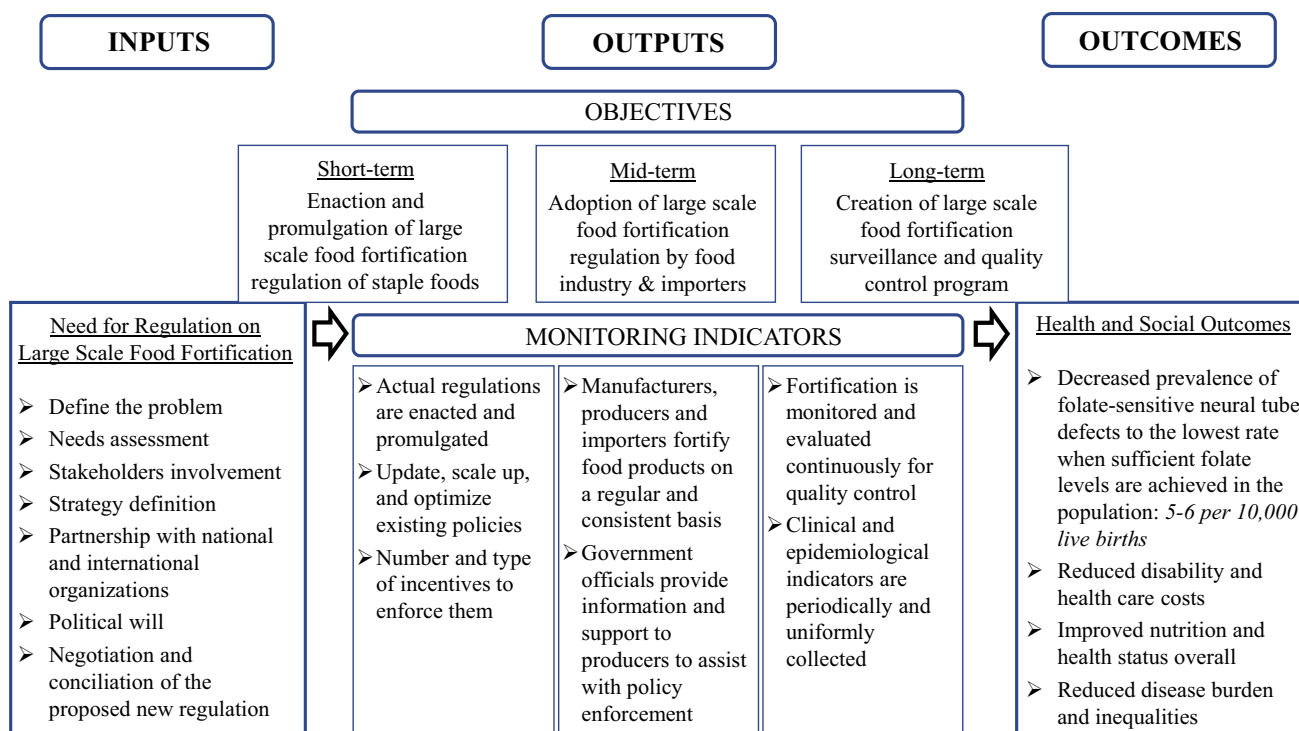 INPUTS
OUTPUTS
OUTCOMES
OBJECTIVES
Short-term
Enaction and
promulgation of large
scale food fortification
regulation of staple foods
Mid-term
Adoption of large scale
food fortification
regulation by food
industry & importers
Long-term
Creation of large scale
food fortification
surveillance and quality
control program
Need for Regulation on
Large Scale Food Fortification
➢ Define the problem
➢ Needs assessment
➢ Stakeholders involvement
➢ Strategy definition
➢ Partnership with national
and international
organizations
➢ Political will
➢ Negotiation and
conciliation of the
proposed new regulation
MONITORING INDICATORS
➢ Actual regulations
are enacted and
promulgated
➢ Update, scale up,
and optimize
existing policies
➢ Number and type
of incentives to
enforce them
➢ Manufacturers,
producers and
importers fortify
food products on
a regular and
consistent basis
➢ Government
officials provide
information and
support to
producers to assist
with policy
enforcement
➢ Fortification is
monitored and
evaluated
continuously for
quality control
➢ Clinical and
epidemiological
indicators are
periodically and
uniformly
collected
Health and Social Outcomes
➢ Decreased prevalence of
folate-sensitive neural tube
defects to the lowest rate
when sufficient folate
levels are achieved in the
population: 5-6 per 10,000
live births
➢ Reduced disability and
health care costs
➢ Improved nutrition and
health status overall
➢ Reduced disease burden
and inequalities